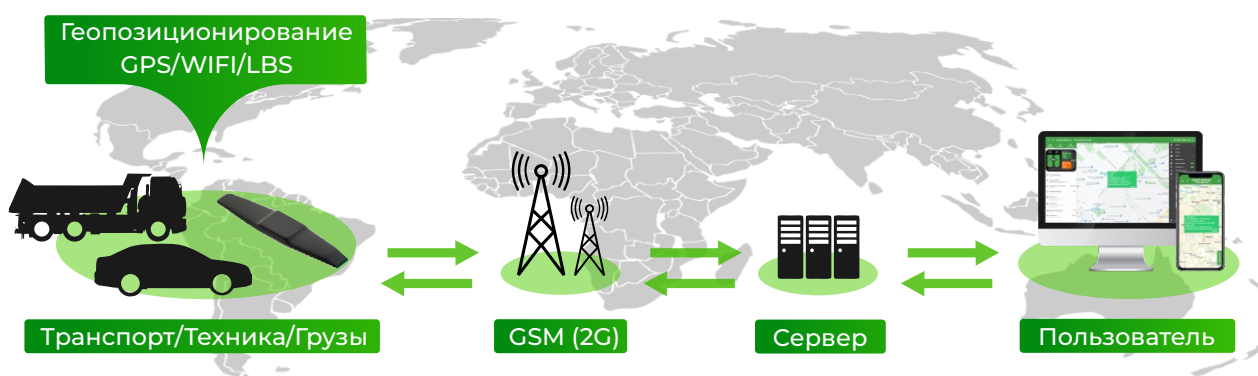 Геопозиционирование
GPS/WIFI/LBS
Транспорт/Техника/Грузы
GSM (2G)
Сервер
Пользователь